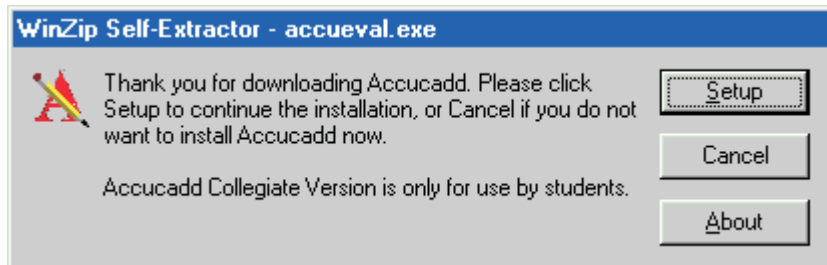 WinZip Self-Extractor - accueval.exe
Thank you for downloading Accucadd. Please click
Setup to continue the installation, or Cancel if you do not
want to install Accucadd now.
Accucadd Collegiate Version is only for use by students.
Setup
Cancel
About